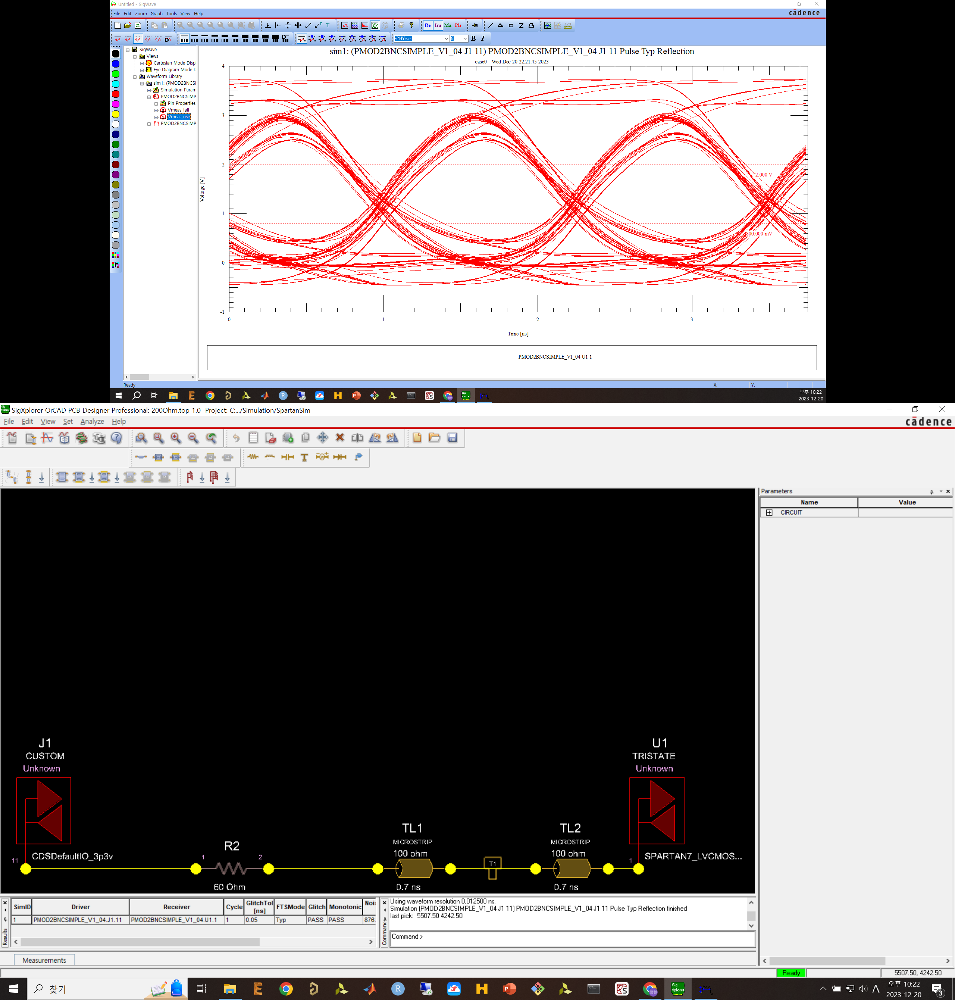 Untitled - SigWave
File Edit Zoom Graph Tools View Help
cādence
Re Im Ma Ph
B I
SigWave
Views
Cartesian Mode Disp
Eye Diagram Mode D
Waveform Library
sim1: (PMOD2BNCSI
Simulation Param
PMOD2BNCSIMP
Pin Properties
Vmeas_fall
Vmeas_rise
PMOD2BNCSIMP
sim1: (PMOD2BNCSIMPLE_V1_04 J1 11) PMOD2BNCSIMPLE_V1_04 J1 11 Pulse Typ Reflection
case0 - Wed Dec 20 22:21:45 2023
4
3
2
1
0
-1
Voltage [V]
2.000 V
800.000 mV
0 1 2 3
Time [ns]
PMOD2BNCSIMPLE_V1_04 U1 1
Ready
X: Y:
오후 10:22
2023-12-20
SigXplorer OrCAD PCB Designer Professional: 200Ohm.top 1.0 Project: C:.../Simulation/SpartanSim
File Edit View Set Analyze Help
cādence
Parameters
Name Value
CIRCUIT
J1
CUSTOM
Unknown
11
CDSDefaultIO_3p3v
R2
1 2
60 Ohm
TL1
MICROSTRIP
100 ohm
0.7 ns
T1
TL2
MICROSTRIP
100 ohm
0.7 ns
U1
TRISTATE
Unknown
1
SPARTAN7_LVCMOS...
SimID Driver Receiver Cycle GlitchTol [ns] FTSMode Glitch Monotonic Noi
1 PMOD2BNCSIMPLE_V1_04.J1.11 PMOD2BNCSIMPLE_V1_04.U1.1 1 0.05 Typ PASS PASS 876.
Results
Using waveform resolution 0.012500 ns.
Simulation (PMOD2BNCSIMPLE_V1_04 J1 11) PMOD2BNCSIMPLE_V1_04 J1 11 Pulse Typ Reflection finished
last pick: 5507.50 4242.50
Command >
Measurements
Ready
5507.50, 4242.50
찾기
A
오후 10:22
2023-12-20
3